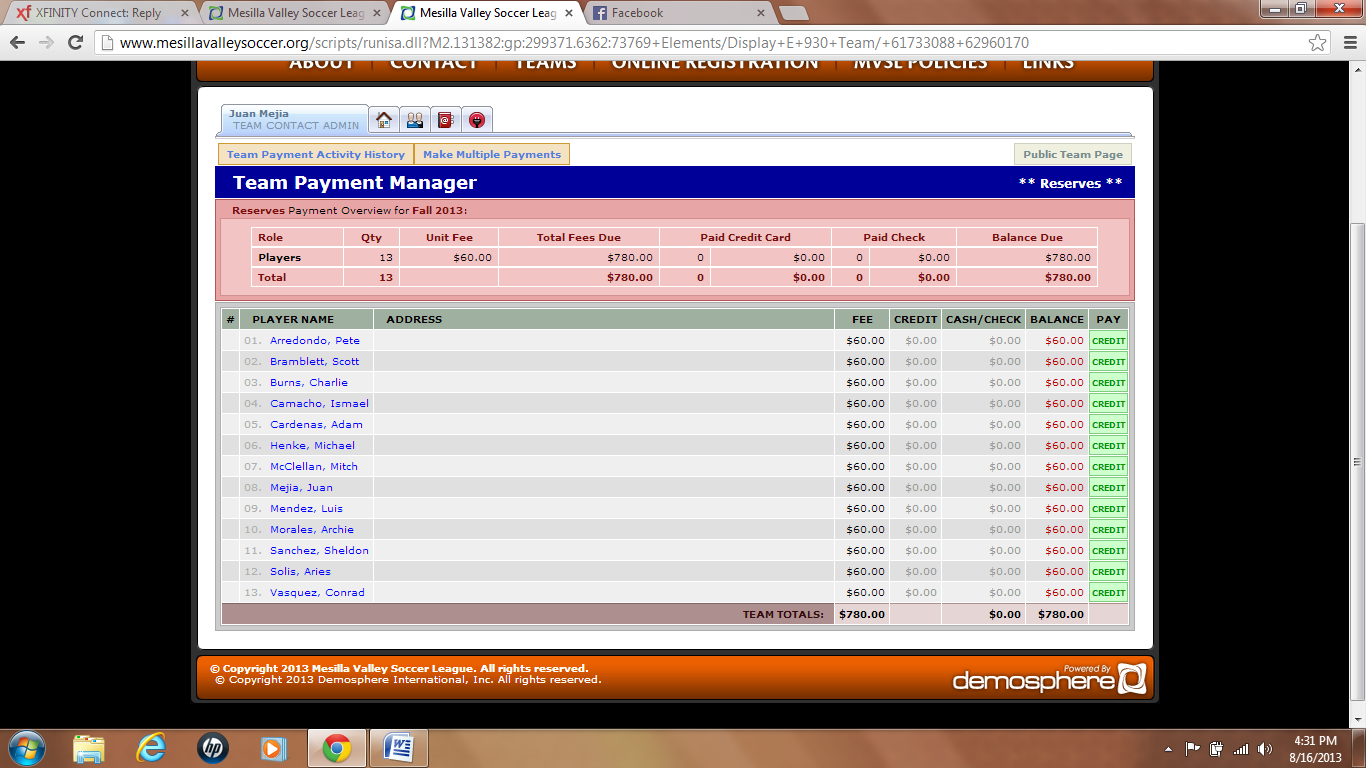 XFINITY Connect: Reply
Mesilla Valley Soccer Leag
Mesilla Valley Soccer Leag
Facebook
www.mesillavalleysoccer.org/scripts/runisa.dll?M2.131382:gp:299371.6362:73769+Elements/Display+E+930+Team/+61733088+62960170
ABOUT CONTACT TEAMS ONLINE REGISTRATION MVSL POLICIES LINKS
Juan Mejia
TEAM CONTACT ADMIN
Team Payment Activity History Make Multiple Payments Public Team Page
Team Payment Manager ** Reserves **
Reserves Payment Overview for Fall 2013:
Role Qty Unit Fee Total Fees Due Paid Credit Card Paid Check Balance Due
Players 13 $60.00 $780.00 0 $0.00 0 $0.00 $780.00
Total 13 $780.00 0 $0.00 0 $0.00 $780.00
# PLAYER NAME ADDRESS FEE CREDIT CASH/CHECK BALANCE PAY
01. Arredondo, Pete $60.00 $0.00 $0.00 $60.00 CREDIT
02. Bramblett, Scott $60.00 $0.00 $0.00 $60.00 CREDIT
03. Burns, Charlie $60.00 $0.00 $0.00 $60.00 CREDIT
04. Camacho, Ismael $60.00 $0.00 $0.00 $60.00 CREDIT
05. Cardenas, Adam $60.00 $0.00 $0.00 $60.00 CREDIT
06. Henke, Michael $60.00 $0.00 $0.00 $60.00 CREDIT
07. McClellan, Mitch $60.00 $0.00 $0.00 $60.00 CREDIT
08. Mejia, Juan $60.00 $0.00 $0.00 $60.00 CREDIT
09. Mendez, Luis $60.00 $0.00 $0.00 $60.00 CREDIT
10. Morales, Archie $60.00 $0.00 $0.00 $60.00 CREDIT
11. Sanchez, Sheldon $60.00 $0.00 $0.00 $60.00 CREDIT
12. Solis, Aries $60.00 $0.00 $0.00 $60.00 CREDIT
13. Vasquez, Conrad $60.00 $0.00 $0.00 $60.00 CREDIT
TEAM TOTALS: $780.00 $0.00 $780.00
© Copyright 2013 Mesilla Valley Soccer League. All rights reserved.
© Copyright 2013 Demosphere International, Inc. All rights reserved.
Powered By
demosphere
4:31 PM
8/16/2013